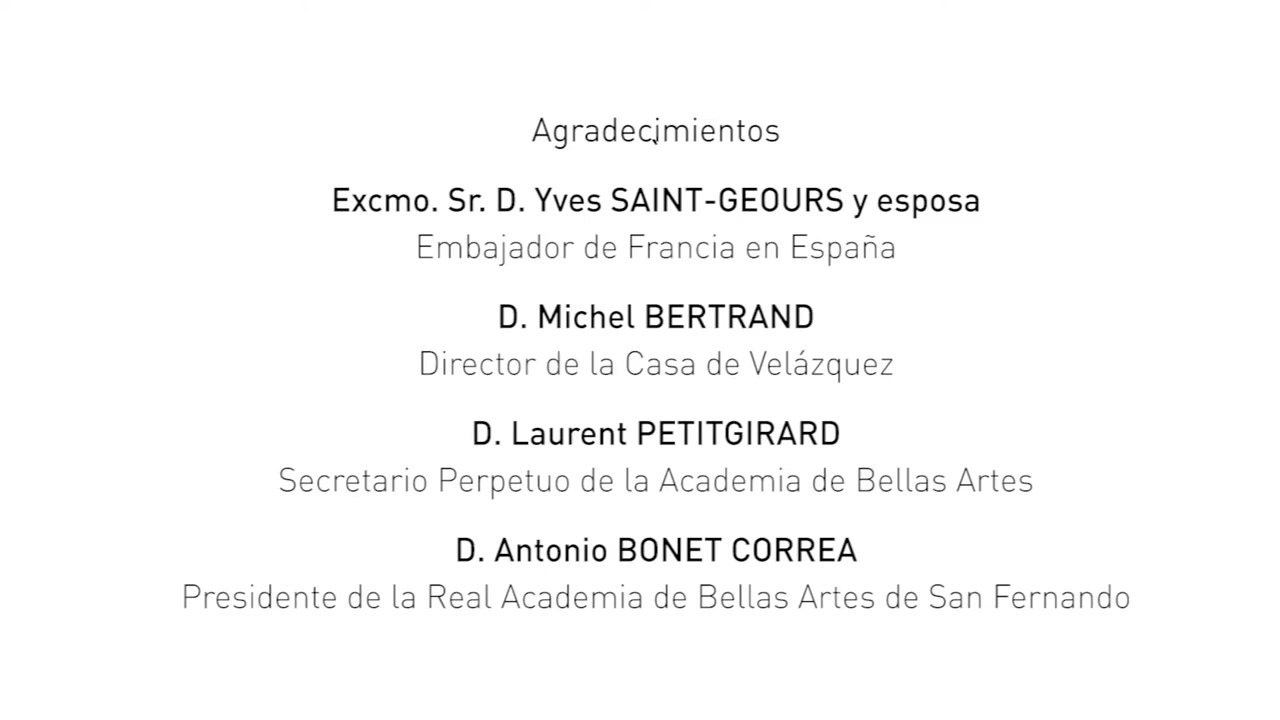 Agradecimientos
Excmo. Sr. D. Yves SAINT-GEOURS y esposa
Embajador de Francia en España
D. Michel BERTRAND
Director de la Casa de Velázquez
D. Laurent PETITGIRARD
Secretario Perpetuo de la Academia de Bellas Artes
D. Antonio BONET CORREA
Presidente de la Real Academia de Bellas Artes de San Fernando